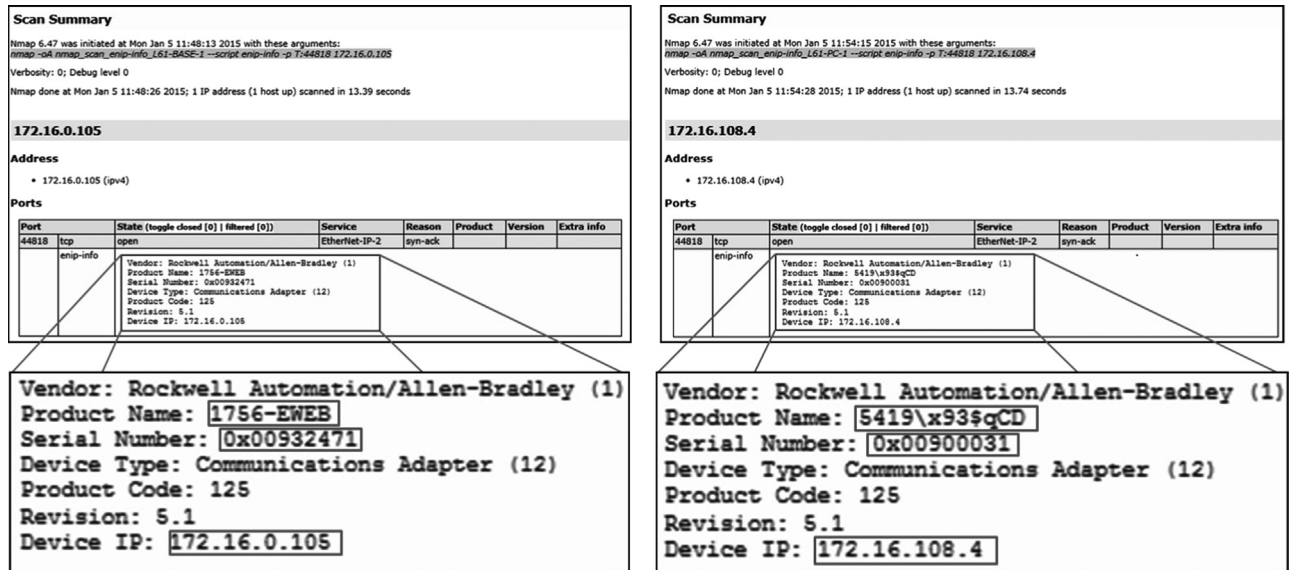 Scan Summary
Nmap 6.47 was initiated at Mon Jan 5 11:48:13 2015 with these arguments:
nmap -oA nmap_scan_enip-info_L61-BASE-1 --script enip-info -p T:44818 172.16.0.105
Verbosity: 0; Debug level 0
Nmap done at Mon Jan 5 11:48:26 2015; 1 IP address (1 host up) scanned in 13.39 seconds
172.16.0.105
Address
• 172.16.0.105 (ipv4)
Ports
Port State (toggle closed [0] | filtered [0]) Service Reason Product Version Extra info
44818 tcp open EtherNet-IP-2 syn-ack
enip-info
Vendor: Rockwell Automation/Allen-Bradley (1)
Product Name: 1756-EWEB
Serial Number: 0x00932471
Device Type: Communications Adapter (12)
Product Code: 125
Revision: 5.1
Device IP: 172.16.0.105
Vendor: Rockwell Automation/Allen-Bradley (1)
Product Name: 1756-EWEB
Serial Number: 0x00932471
Device Type: Communications Adapter (12)
Product Code: 125
Revision: 5.1
Device IP: 172.16.0.105
Scan Summary
Nmap 6.47 was initiated at Mon Jan 5 11:54:15 2015 with these arguments:
nmap -oA nmap_scan_enip-info_L61-PC-1 --script enip-info -p T:44818 172.16.108.4
Verbosity: 0; Debug level 0
Nmap done at Mon Jan 5 11:54:28 2015; 1 IP address (1 host up) scanned in 13.74 seconds
172.16.108.4
Address
• 172.16.108.4 (ipv4)
Ports
Port State (toggle closed [0] | filtered [0]) Service Reason Product Version Extra info
44818 tcp open EtherNet-IP-2 syn-ack
enip-info
Vendor: Rockwell Automation/Allen-Bradley (1)
Product Name: 5419\x93$qCD
Serial Number: 0x00900031
Device Type: Communications Adapter (12)
Product Code: 125
Revision: 5.1
Device IP: 172.16.108.4
Vendor: Rockwell Automation/Allen-Bradley (1)
Product Name: 5419\x93$qCD
Serial Number: 0x00900031
Device Type: Communications Adapter (12)
Product Code: 125
Revision: 5.1
Device IP: 172.16.108.4